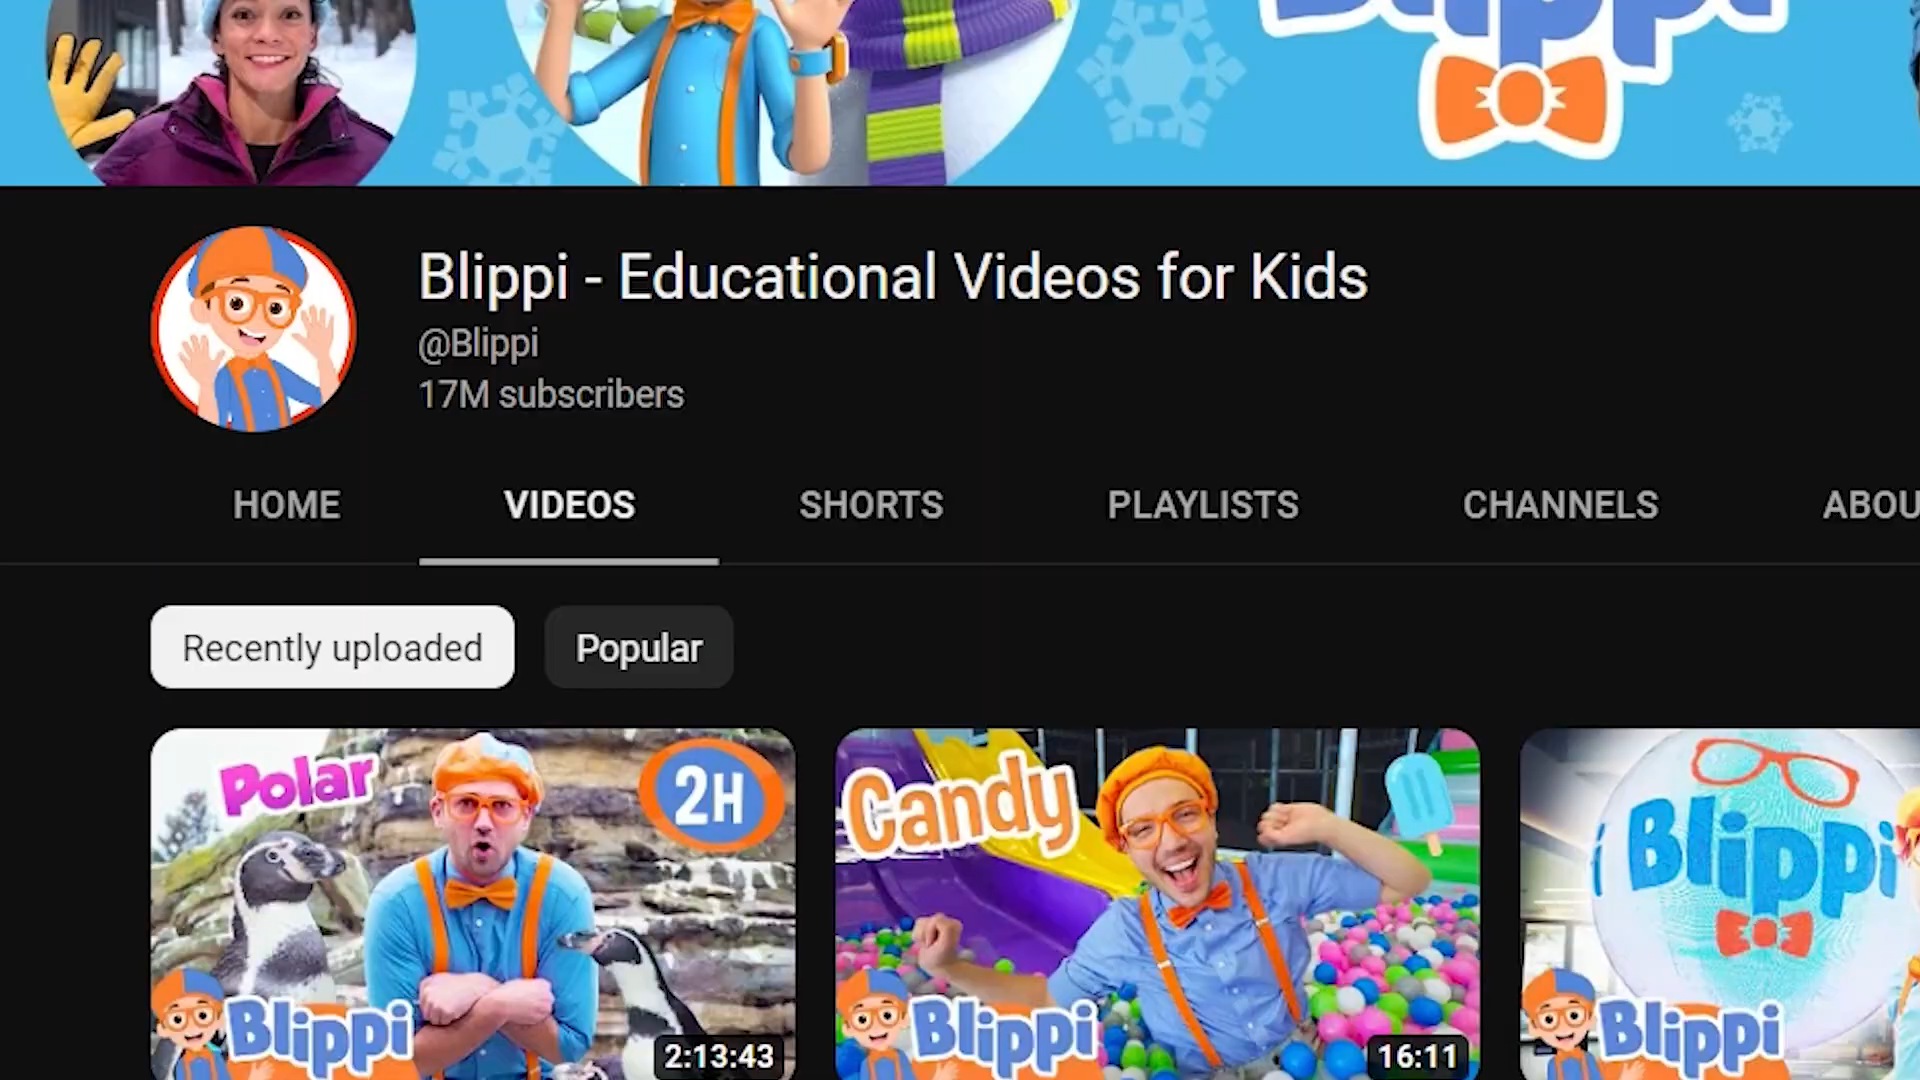 Blippi
Blippi - Educational Videos for Kids
@Blippi
17M subscribers
HOME VIDEOS SHORTS PLAYLISTS CHANNELS ABOU
Recently uploaded Popular
Polar 2H Candy Blippi
Blippi 2:13:43 Blippi 16:11 Blippi